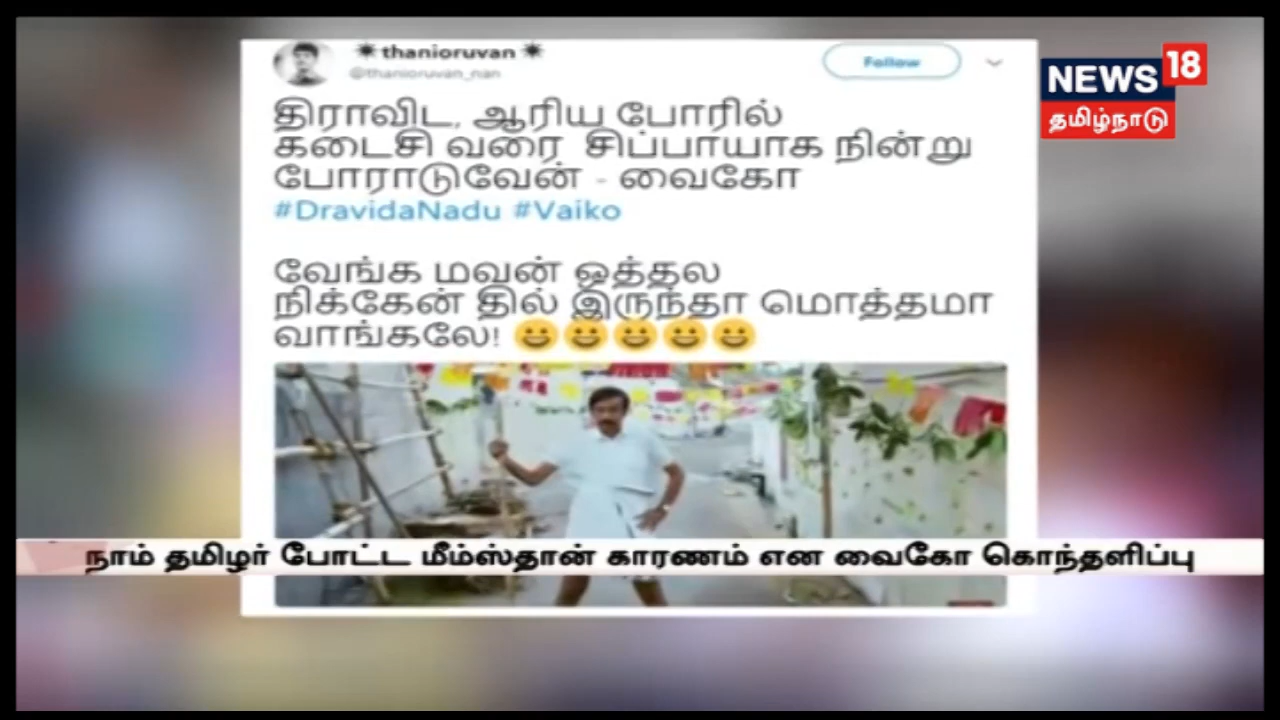 ✷ thanioruvan ✷
@thanioruvan_nan
Follow
NEWS 18
தமிழ்நாடு
திராவிட, ஆரிய போரில்
கடைசி வரை சிப்பாயாக நின்று
போராடுவேன் - வைகோ
#DravidaNadu #Vaiko
வேங்க மவன் ஒத்தல
நிக்கேன் தில் இருந்தா மொத்தமா
வாங்கலே! 😀😀😀😀😀
நாம் தமிழர் போட்ட மீம்ஸ்தான் காரணம் என வைகோ கொந்தளிப்பு